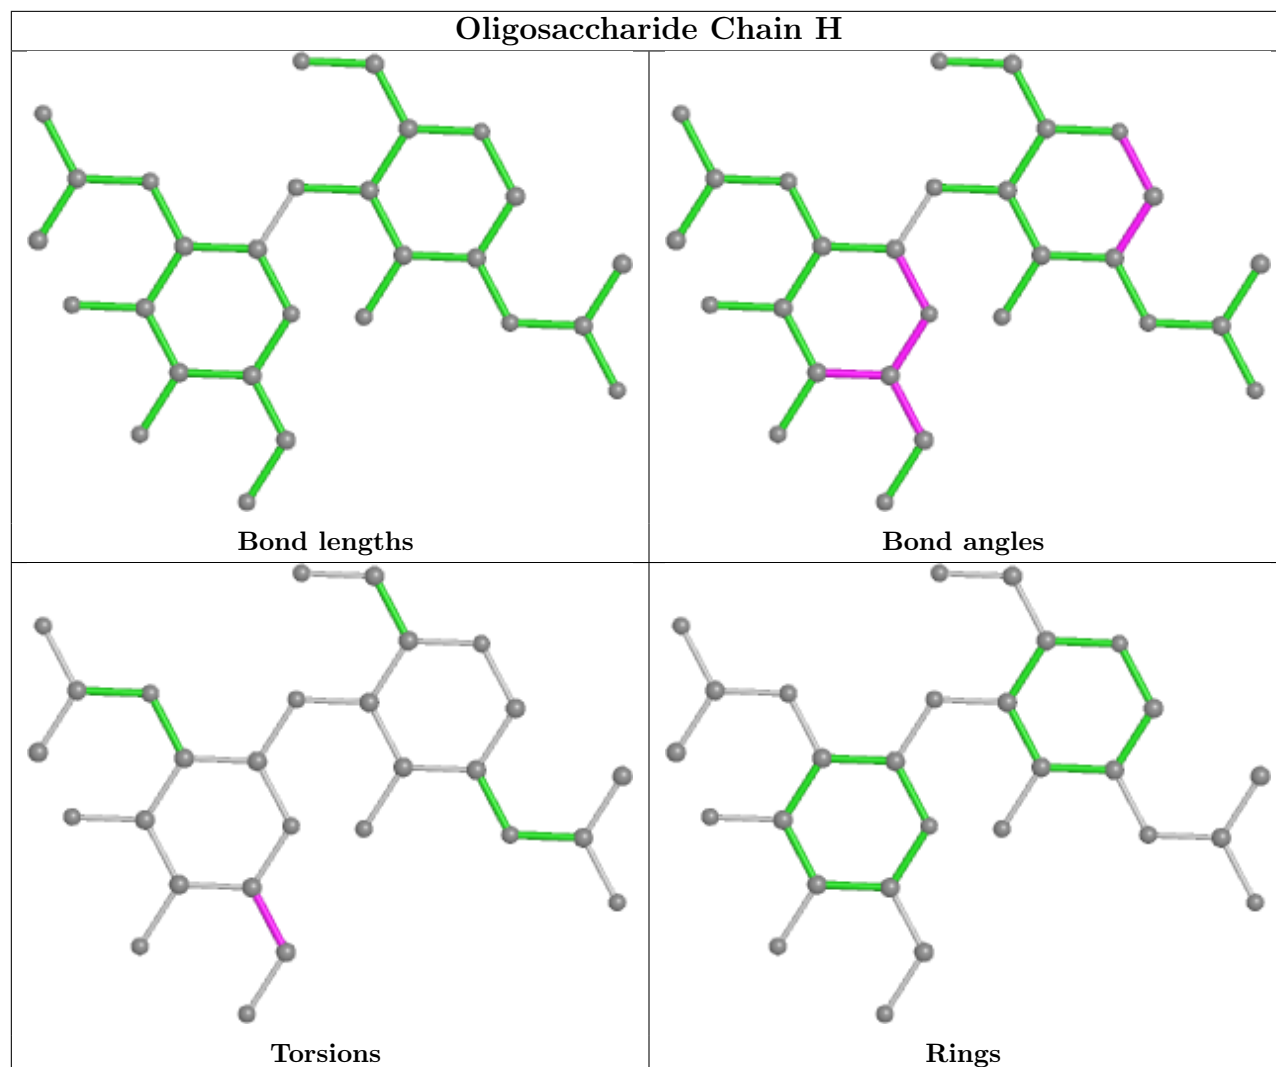 Oligosaccharide Chain H
Bond lengths
Bond angles
Torsions
Rings